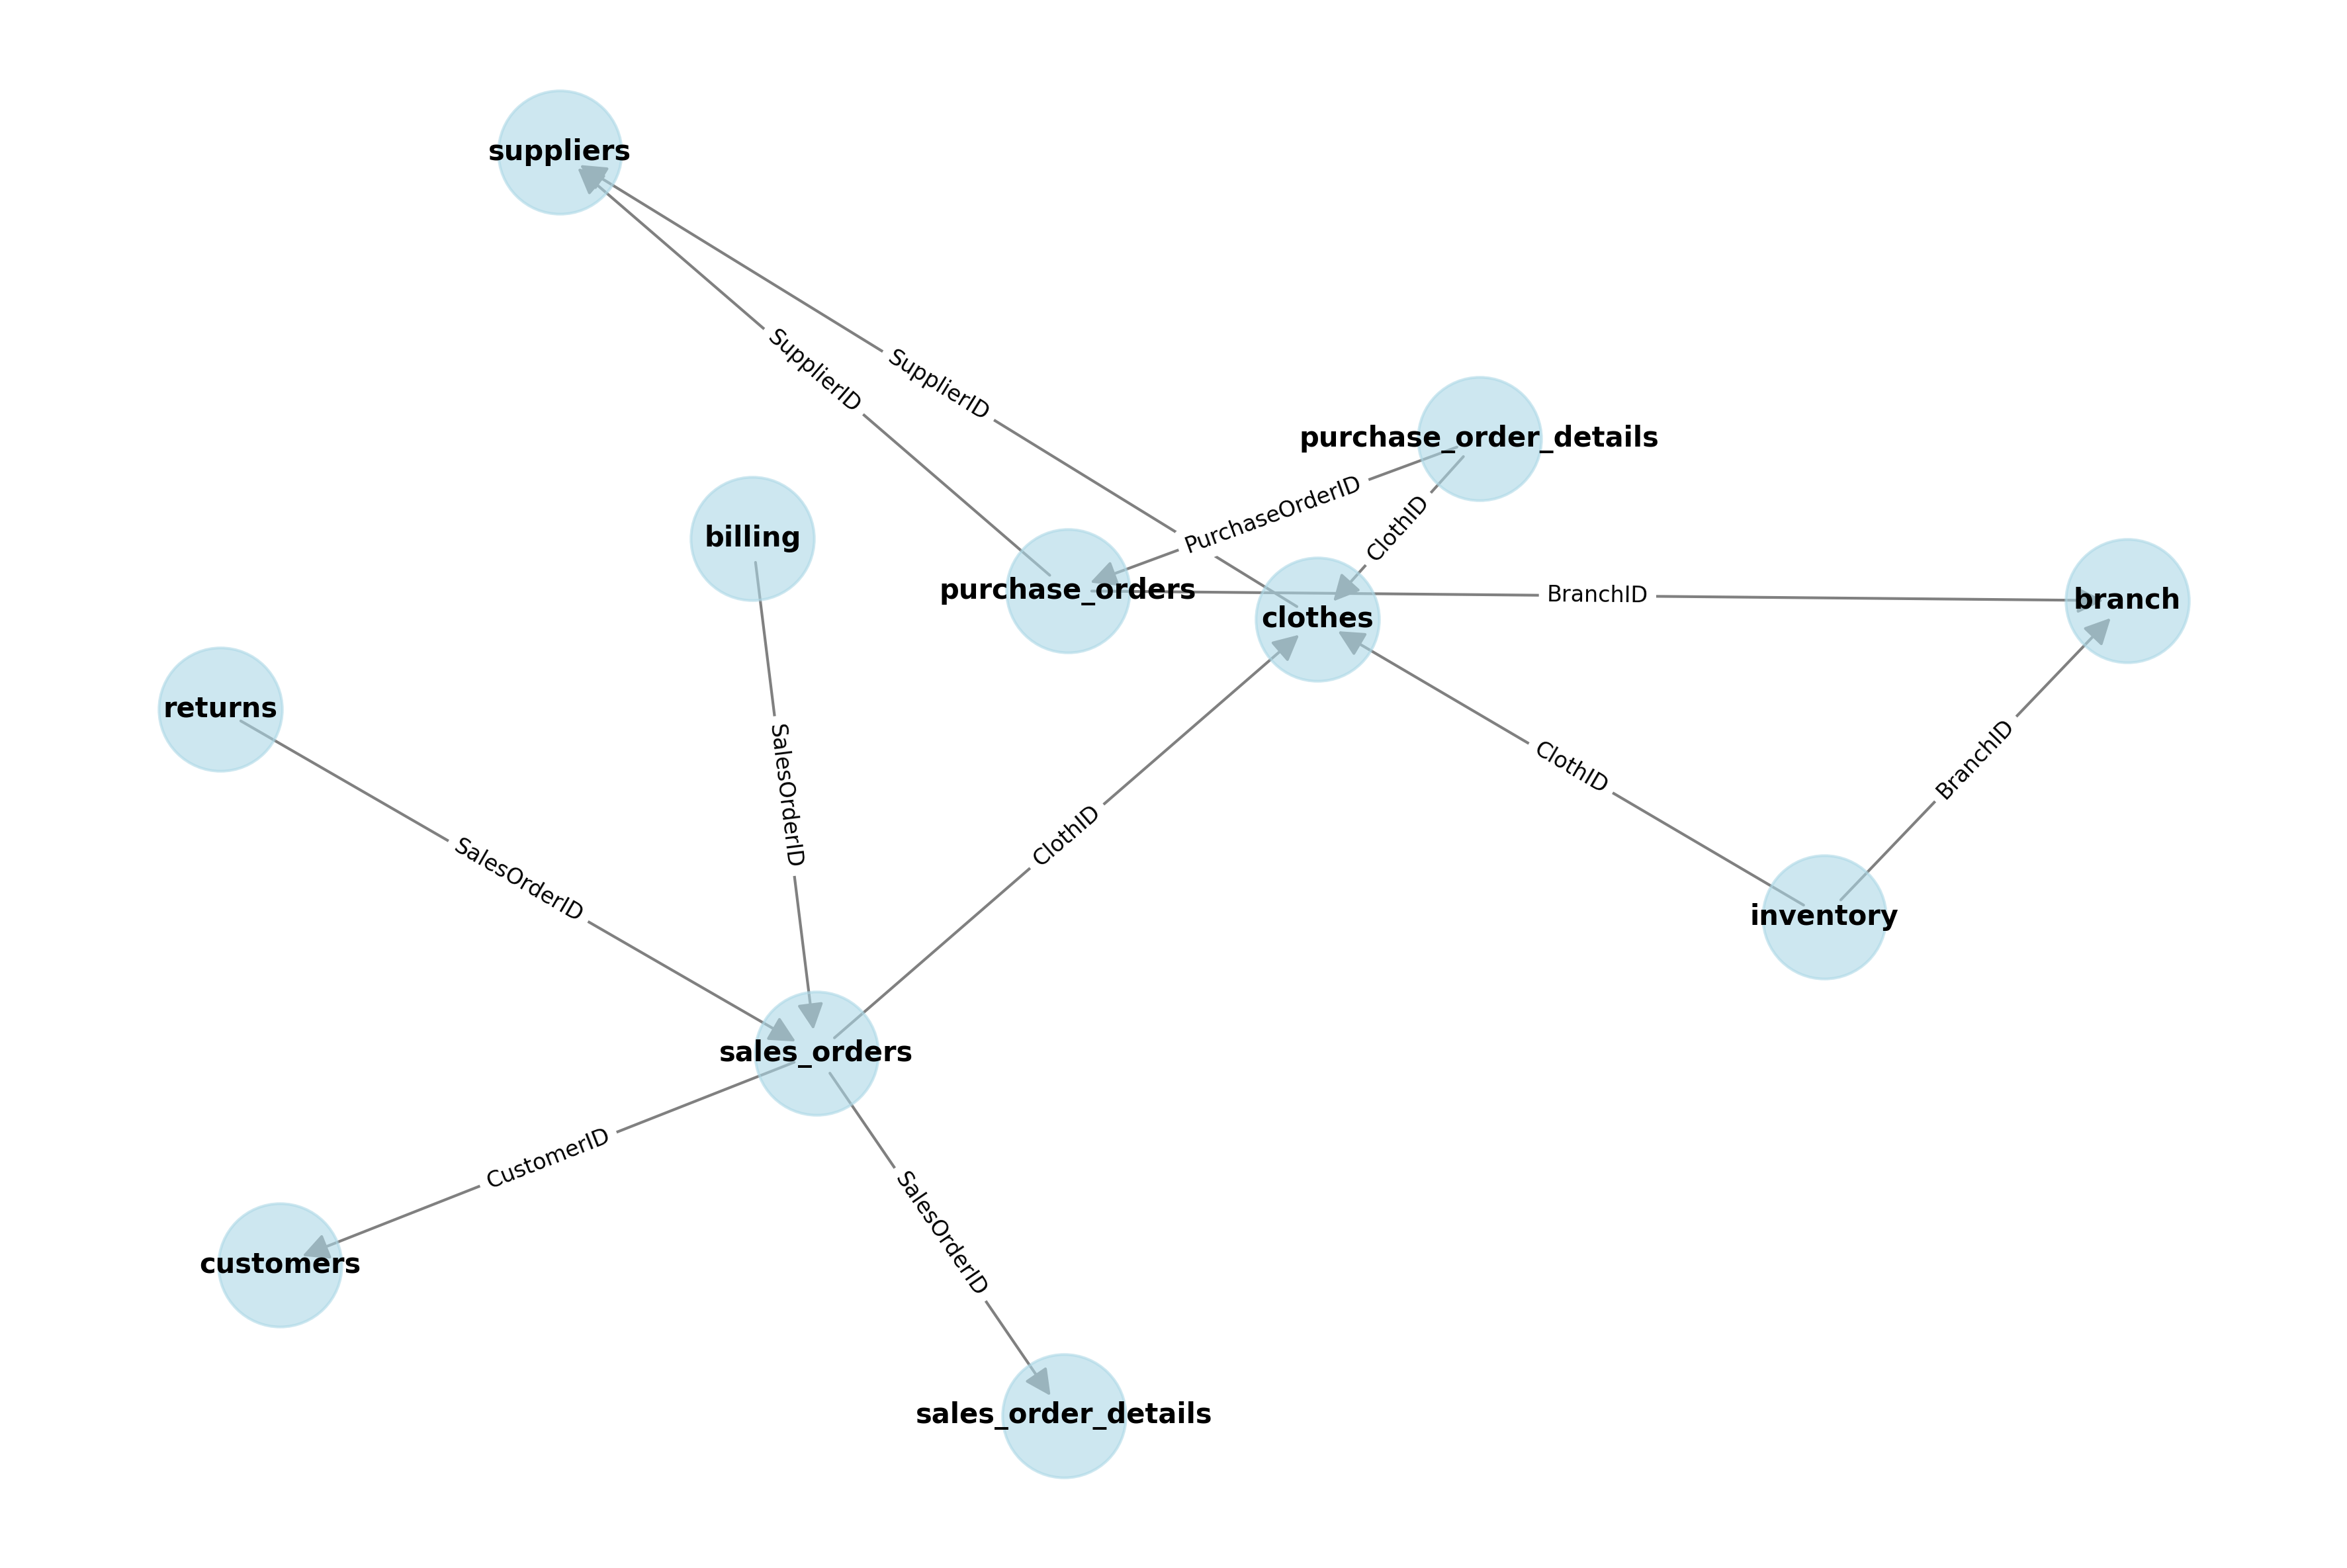 suppliers
SupplierID
SupplierID
purchase_order_details
PurchaseOrderID
ClothID
billing
purchase_orders
BranchID
branch
clothes
returns
SalesOrderID
ClothID
BranchID
ClothID
SalesOrderID
inventory
sales_orders
CustomerID
SalesOrderID
customers
sales_order_details